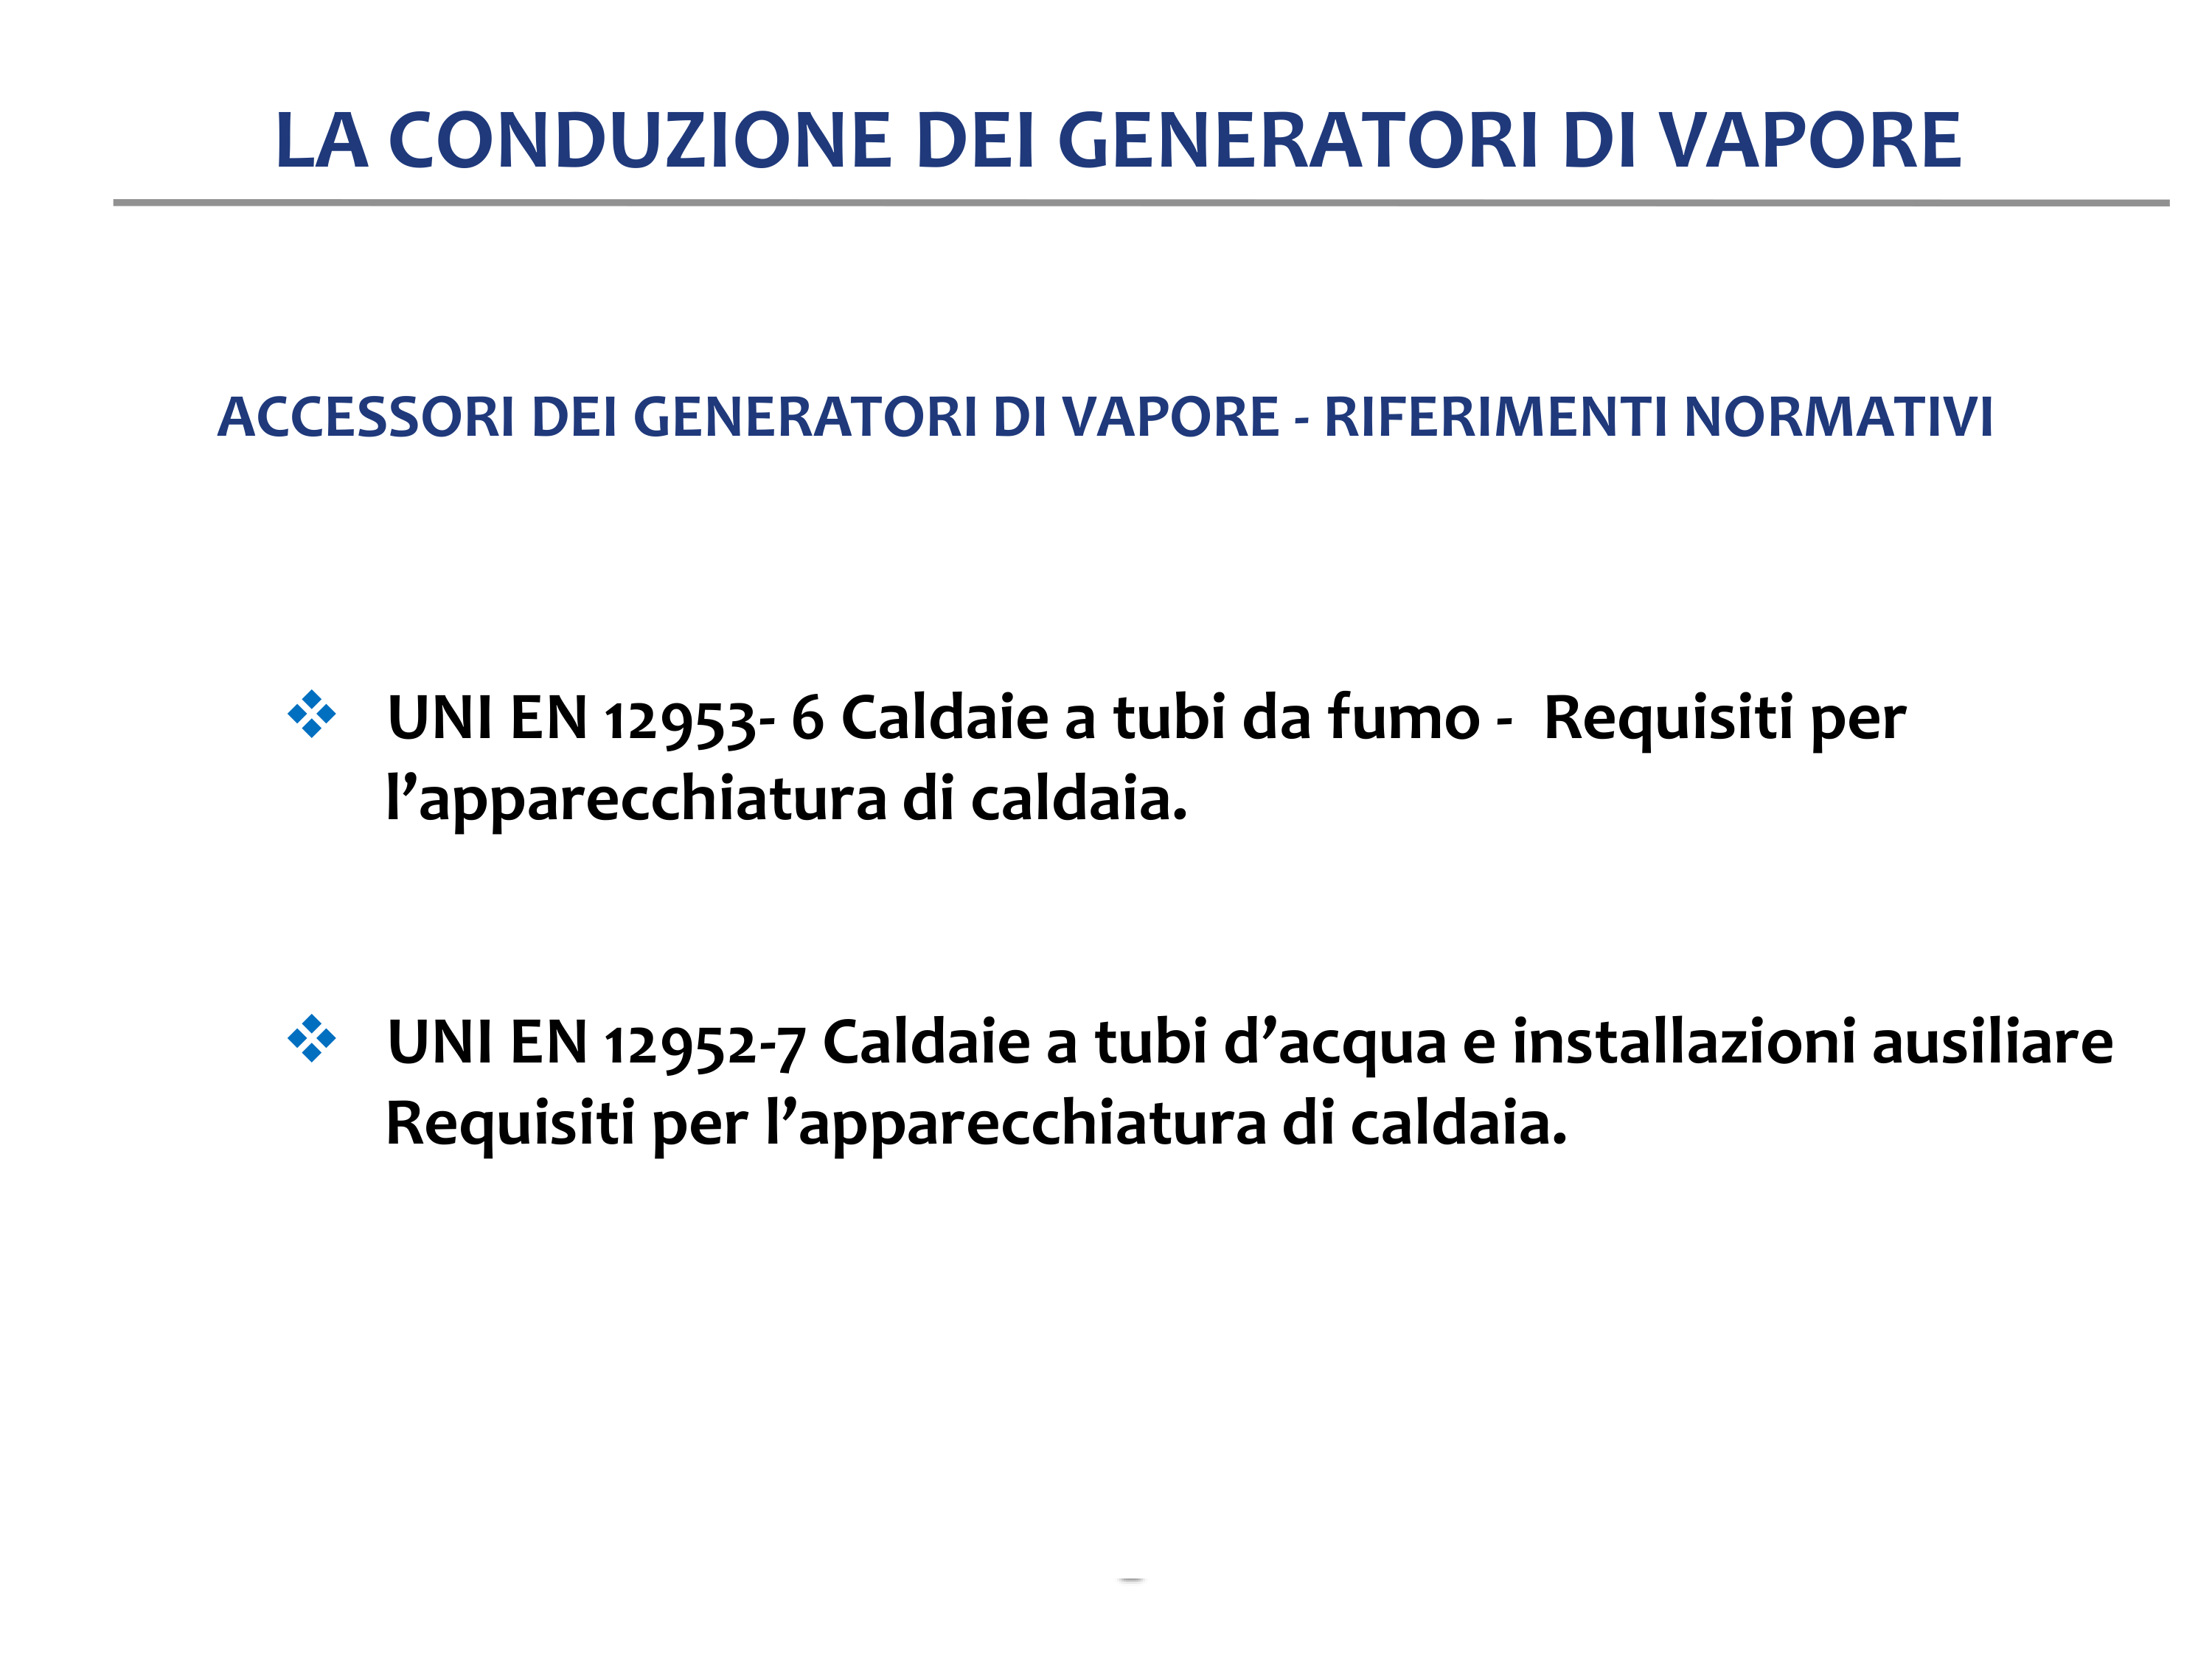 LA CONDUZIONE DEI GENERATORI DI VAPORE
ACCESSORI DEI GENERATORI DI VAPORE - RIFERIMENTI NORMATIVI
UNI EN 12953- 6 Caldaie a tubi da fumo - Requisiti per
l’apparecchiatura di caldaia.
UNI EN 12952-7 Caldaie a tubi d’acqua e installazioni ausiliare
Requisiti per l’apparecchiatura di caldaia.